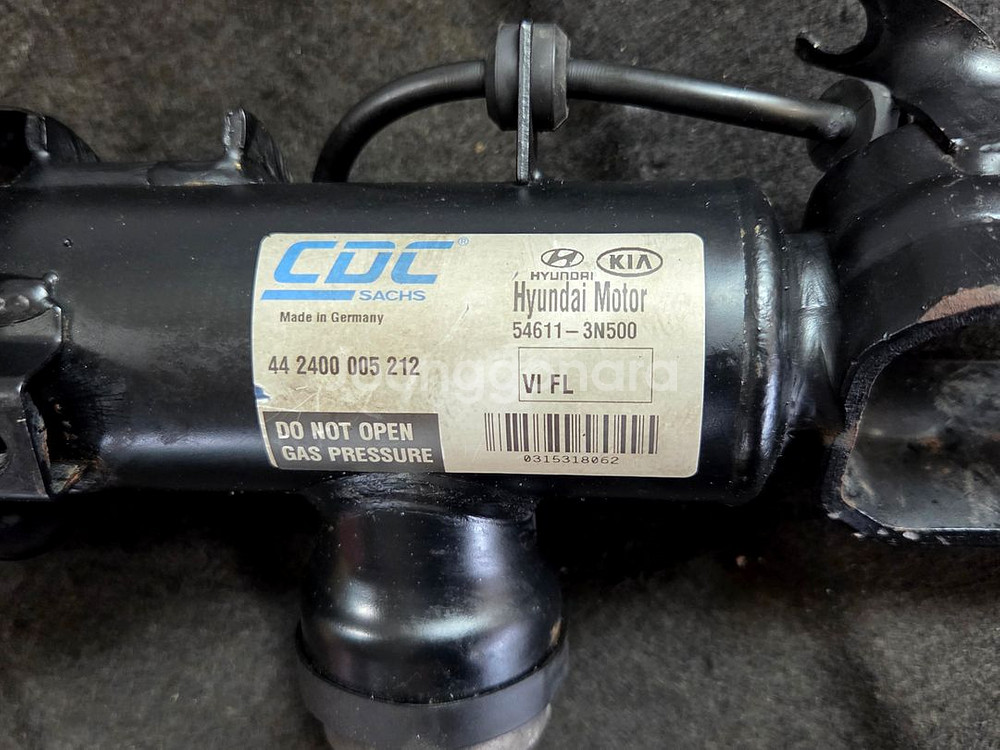 CDC®
SACHS
Made in Germany
44 2400 005 212
DO NOT OPEN
GAS PRESSURE
HYUNDAI
KIA
Hyundai Motor
54611-3N500
VI FL
0315318062